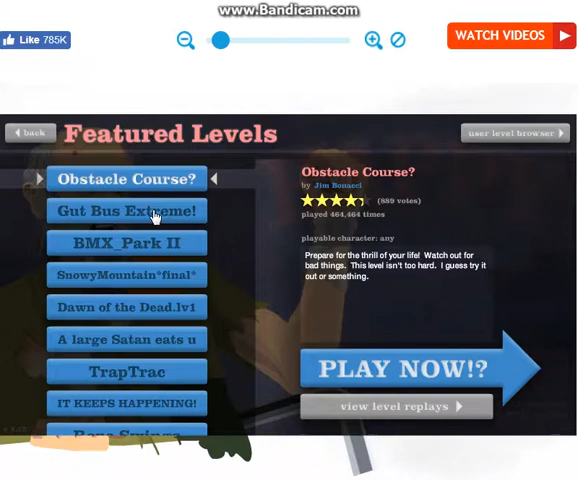 www.Bandicam.com
Like 785K
WATCH VIDEOS
back
Featured Levels
user level browser
Obstacle Course?
Gut Bus Extreme!
BMX_Park II
SnowyMountain*final*
Dawn of the Dead.lv1
A large Satan eats u
TrapTrac
IT KEEPS HAPPENING!
Rope Swings
Obstacle Course?
by Jim Bonacci
(889 votes)
played 464,464 times
playable character: any
Prepare for the thrill of your life! Watch out for
bad things. This level isn't too hard. I guess try it
out or something.
PLAY NOW!?
view level replays